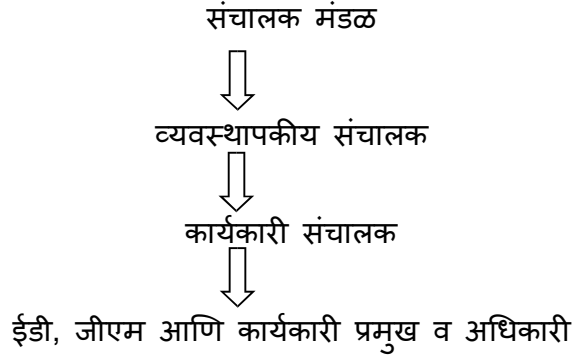 संचालक मंडळ
व्यवस्थापकीय संचालक
कार्यकारी संचालक
ईडी, जीएम आणि कार्यकारी प्रमुख व अधिकारी